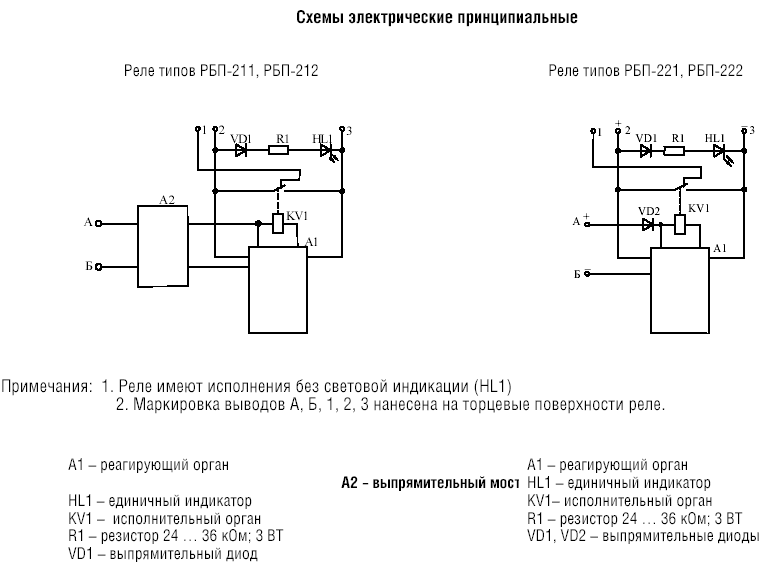 Схемы электрические принципиальные
Реле типов РБП-211, РБП-212
Реле типов РБП-221, РБП-222
1 2 VD1 R1 HL1 3
KV1
A2
А
Б
A1
1 + 2 VD1 R1 HL1 – 3
VD2 KV1
А +
A1
Б –
Примечания: 1. Реле имеют исполнения без световой индикации (HL1)
2. Маркировка выводов А, Б, 1, 2, 3 нанесена на торцевые поверхности реле.
А1 – реагирующий орган
А2 – выпрямительный мост
HL1 – единичный индикатор
KV1 – исполнительный орган
R1 – резистор 24 ... 36 кОм; 3 ВТ
VD1 – выпрямительный диод
А1 – реагирующий орган
HL1 – единичный индикатор
KV1– исполнительный орган
R1 – резистор 24 ... 36 кОм; 3 ВТ
VD1, VD2 – выпрямительные диоды